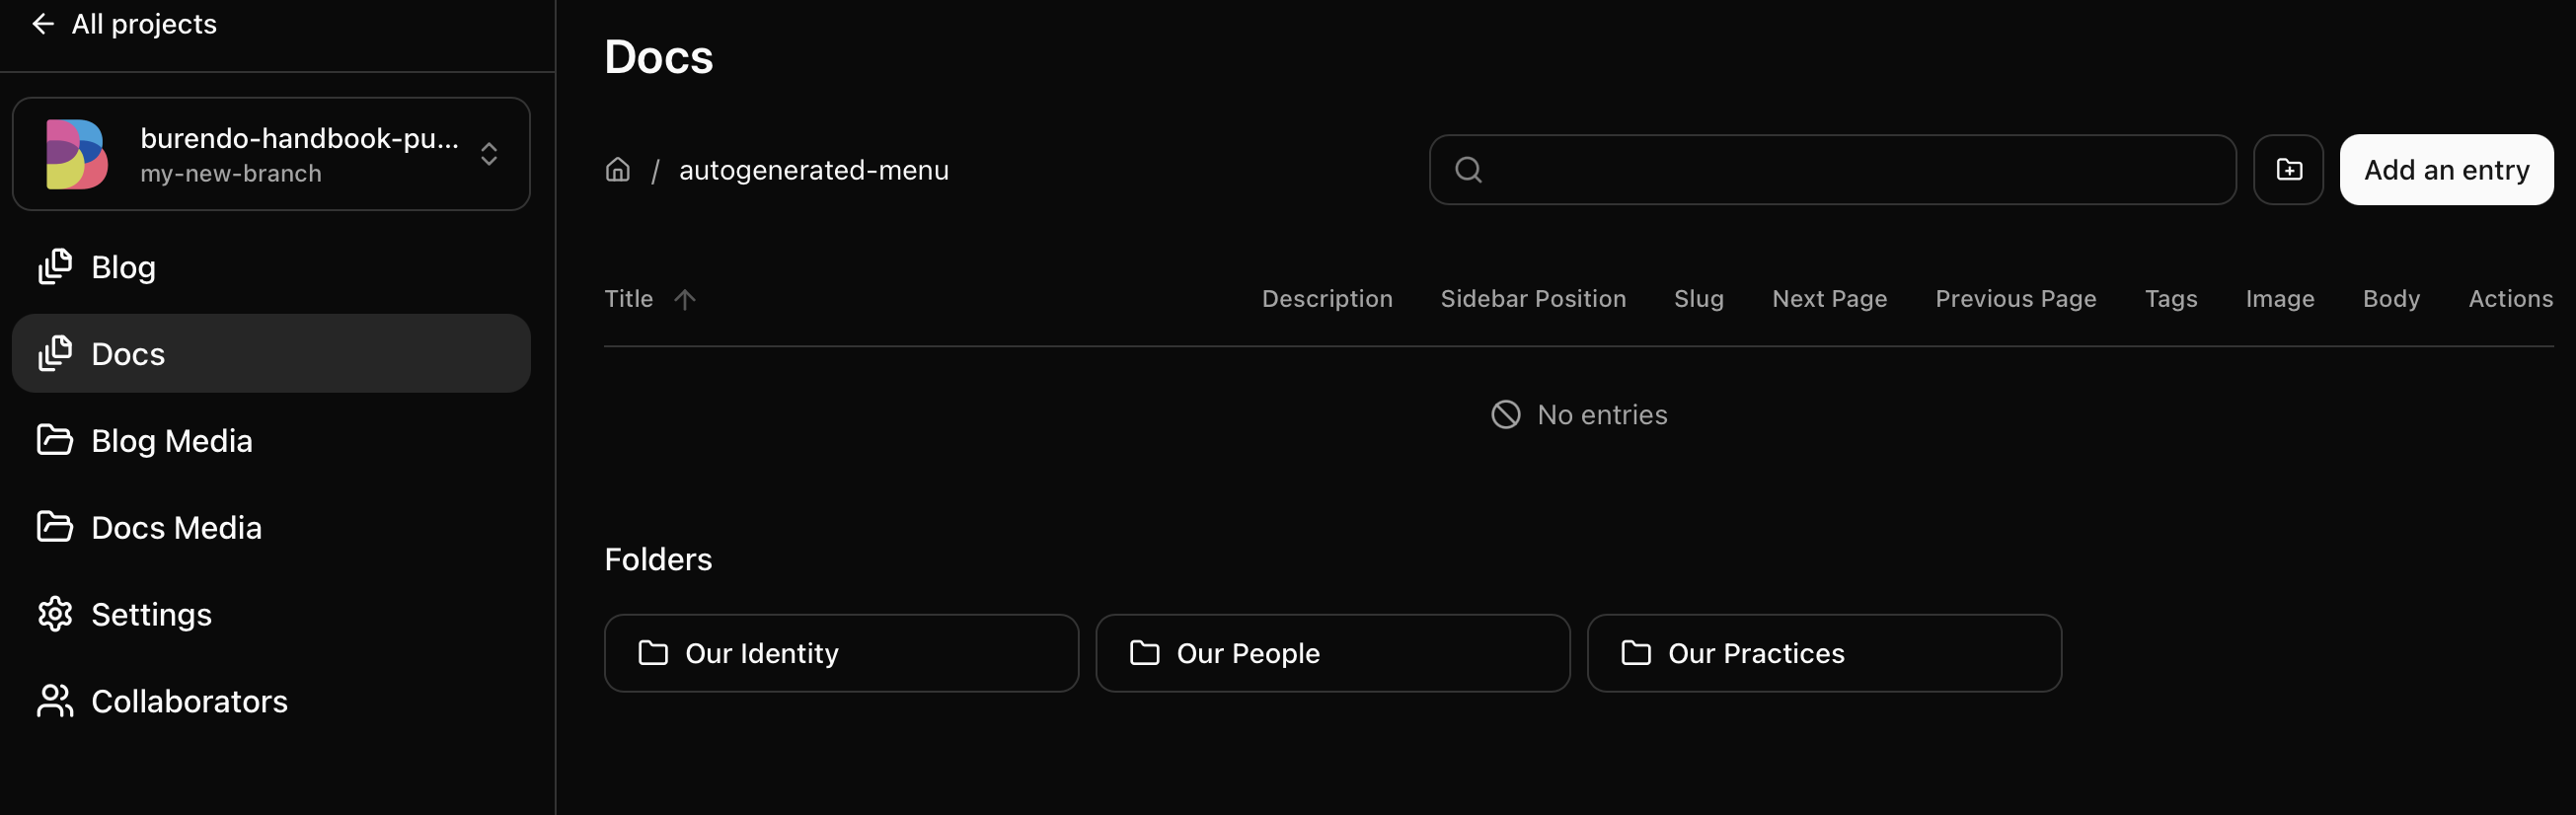 All projects
burendo-handbook-pu...
my-new-branch
Blog
Docs
Blog Media
Docs Media
Settings
Collaborators
Docs
/ autogenerated-menu
Add an entry
Title Description Sidebar Position Slug Next Page Previous Page Tags Image Body Actions
No entries
Folders
Our Identity
Our People
Our Practices